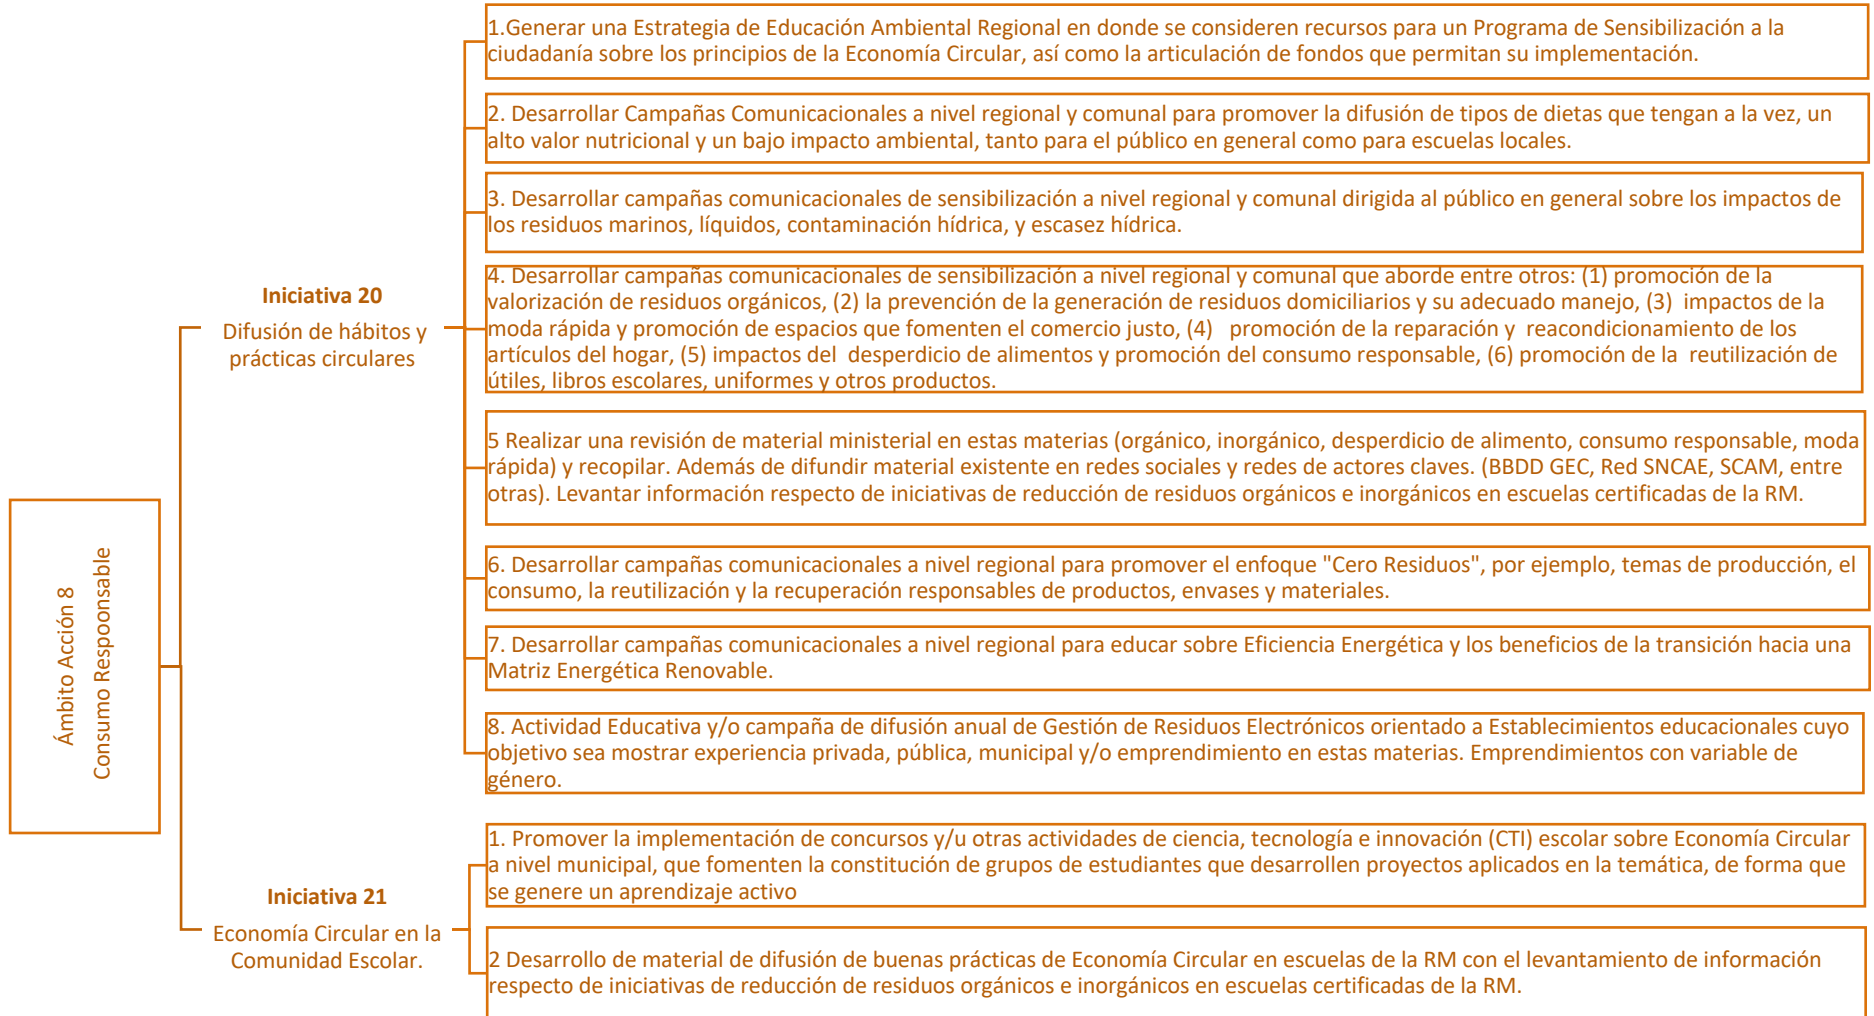 Ámbito Acción 8
Consumo Respoonsable
Iniciativa 20
Difusión de hábitos y
prácticas circulares
1.Generar una Estrategia de Educación Ambiental Regional en donde se consideren recursos para un Programa de Sensibilización a la
ciudadanía sobre los principios de la Economía Circular, así como la articulación de fondos que permitan su implementación.
2. Desarrollar Campañas Comunicacionales a nivel regional y comunal para promover la difusión de tipos de dietas que tengan a la vez, un
alto valor nutricional y un bajo impacto ambiental, tanto para el público en general como para escuelas locales.
3. Desarrollar campañas comunicacionales de sensibilización a nivel regional y comunal dirigida al público en general sobre los impactos de
los residuos marinos, líquidos, contaminación hídrica, y escasez hídrica.
4. Desarrollar campañas comunicacionales de sensibilización a nivel regional y comunal que aborde entre otros: (1) promoción de la
valorización de residuos orgánicos, (2) la prevención de la generación de residuos domiciliarios y su adecuado manejo, (3) impactos de la
moda rápida y promoción de espacios que fomenten el comercio justo, (4) promoción de la reparación y reacondicionamiento de los
artículos del hogar, (5) impactos del desperdicio de alimentos y promoción del consumo responsable, (6) promoción de la reutilización de
útiles, libros escolares, uniformes y otros productos.
5 Realizar una revisión de material ministerial en estas materias (orgánico, inorgánico, desperdicio de alimento, consumo responsable, moda
rápida) y recopilar. Además de difundir material existente en redes sociales y redes de actores claves. (BBDD GEC, Red SNCAE, SCAM, entre
otras). Levantar información respecto de iniciativas de reducción de residuos orgánicos e inorgánicos en escuelas certificadas de la RM.
6. Desarrollar campañas comunicacionales a nivel regional para promover el enfoque "Cero Residuos", por ejemplo, temas de producción, el
consumo, la reutilización y la recuperación responsables de productos, envases y materiales.
7. Desarrollar campañas comunicacionales a nivel regional para educar sobre Eficiencia Energética y los beneficios de la transición hacia una
Matriz Energética Renovable.
8. Actividad Educativa y/o campaña de difusión anual de Gestión de Residuos Electrónicos orientado a Establecimientos educacionales cuyo
objetivo sea mostrar experiencia privada, pública, municipal y/o emprendimiento en estas materias. Emprendimientos con variable de
género.
Iniciativa 21
Economía Circular en la
Comunidad Escolar.
1. Promover la implementación de concursos y/u otras actividades de ciencia, tecnología e innovación (CTI) escolar sobre Economía Circular
a nivel municipal, que fomenten la constitución de grupos de estudiantes que desarrollen proyectos aplicados en la temática, de forma que
se genere un aprendizaje activo
2 Desarrollo de material de difusión de buenas prácticas de Economía Circular en escuelas de la RM con el levantamiento de información
respecto de iniciativas de reducción de residuos orgánicos e inorgánicos en escuelas certificadas de la RM.